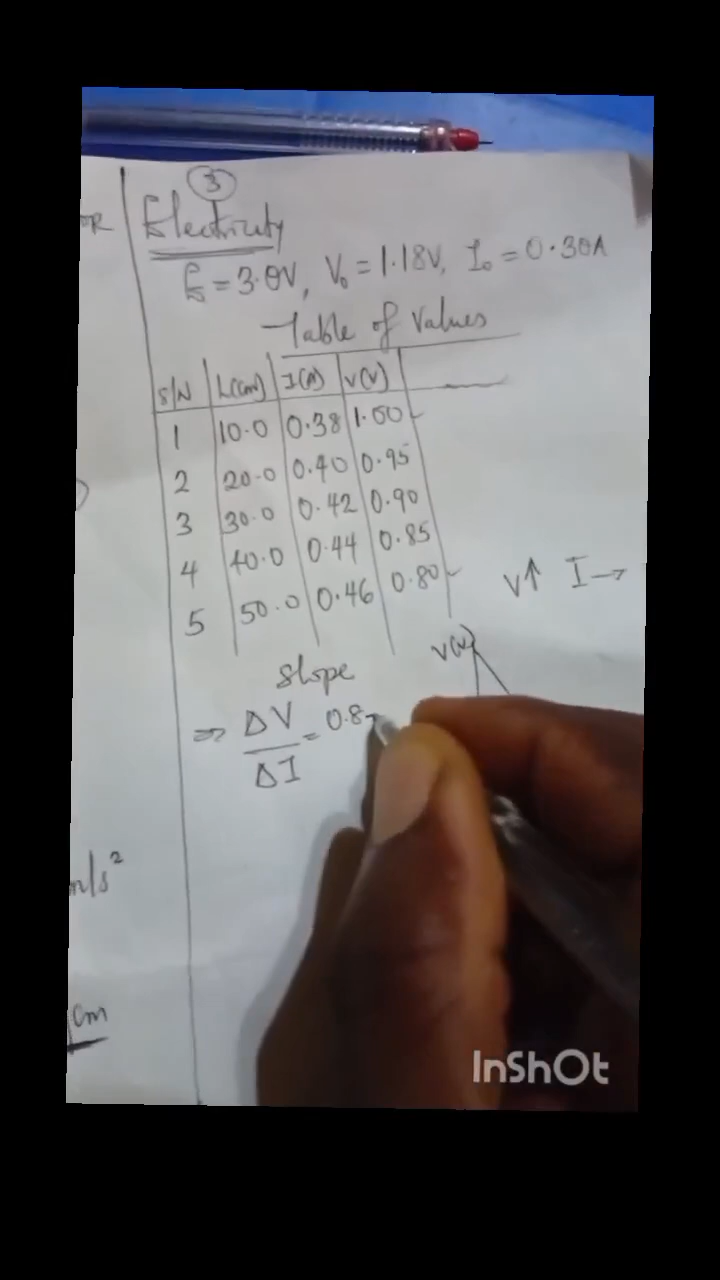 3
OR
Electricity
E = 3.0V, V₀ = 1.18V, I₀ = 0.30A
Table of Values
S/N L(cm) I(A) V(V)
1 10.0 0.38 1.00
2 20.0 0.40 0.95
3 30.0 0.42 0.90
4 40.0 0.44 0.85
5 50.0 0.46 0.80
V↑ I→
V(V)
Slope
⇒ ΔV/ΔI = 0.8-
m/s²
cm
InShOt